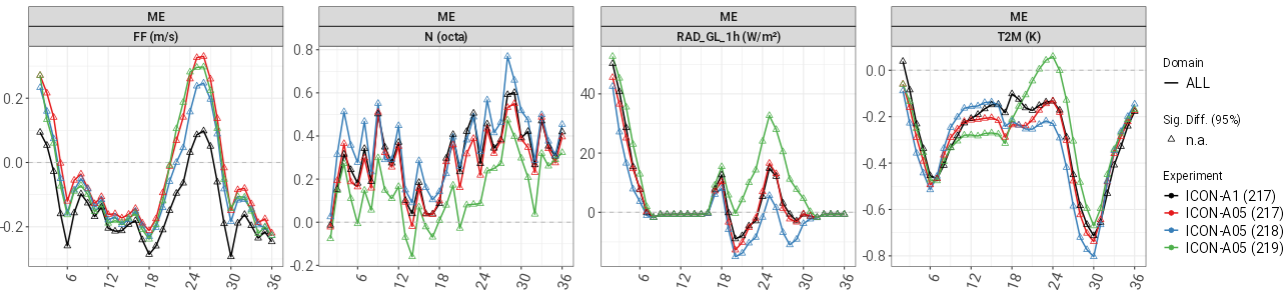 ME
FF (m/s)
0.2
0.0
-0.2
6
12
18
24
30
36
ME
N (octa)
0.8
0.6
0.4
0.2
0.0
-0.2
6
12
18
24
30
36
ME
RAD_GL_1h (W/m²)
40
20
0
6
12
18
24
30
36
ME
T2M (K)
0.0
-0.2
-0.4
-0.6
-0.8
6
12
18
24
30
36
Domain
ALL
Sig. Diff. (95%)
n.a.
Experiment
ICON-A1 (217)
ICON-A05 (217)
ICON-A05 (218)
ICON-A05 (219)